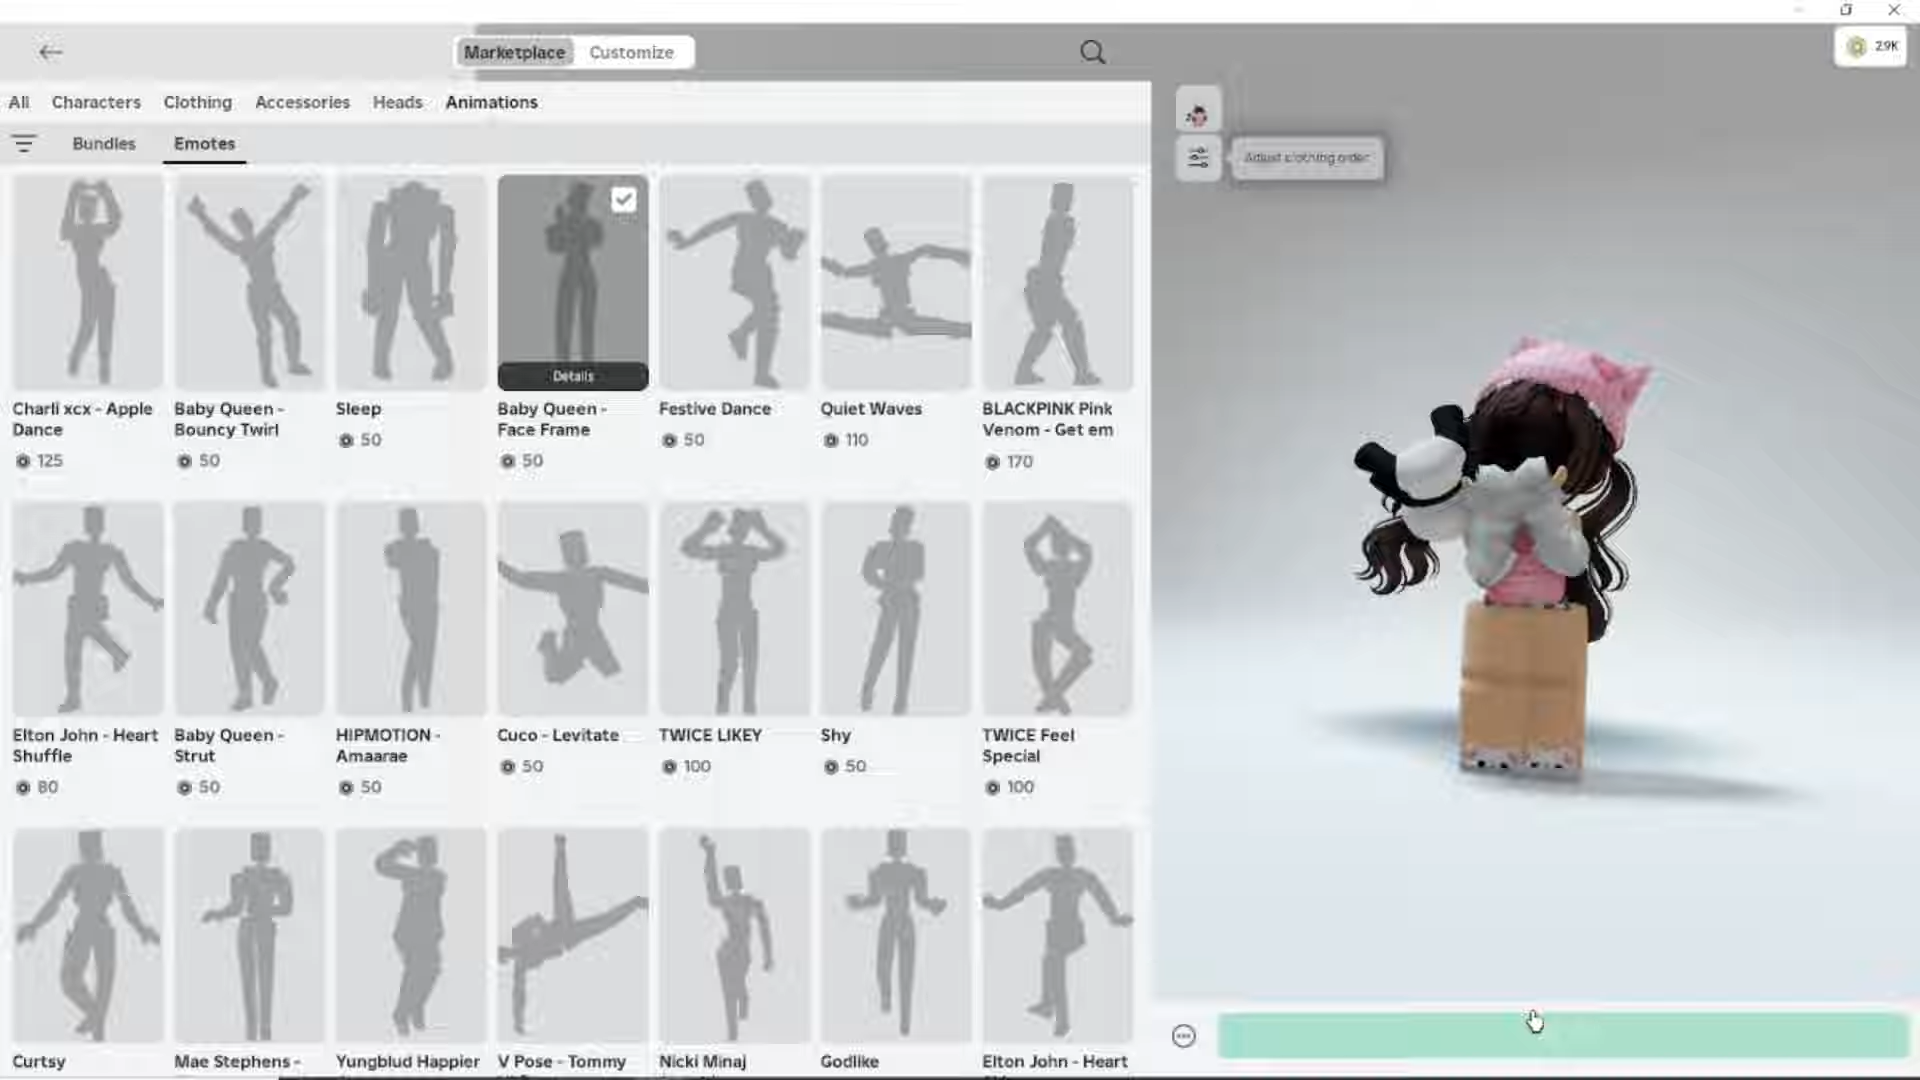 Marketplace Customize
2.9K
All Characters Clothing Accessories Heads Animations
Bundles Emotes
Adjust clothing order
Details
Charli xcx - Apple Dance
125
Baby Queen - Bouncy Twirl
50
Sleep
50
Baby Queen - Face Frame
50
Festive Dance
50
Quiet Waves
110
BLACKPINK Pink Venom - Get em
170
Elton John - Heart Shuffle
80
Baby Queen - Strut
50
HIPMOTION - Amaarae
50
Cuco - Levitate
50
TWICE LIKEY
100
Shy
50
TWICE Feel Special
100
Curtsy
Mae Stephens -
Yungblud Happier
V Pose - Tommy
Nicki Minaj
Godlike
Elton John - Heart